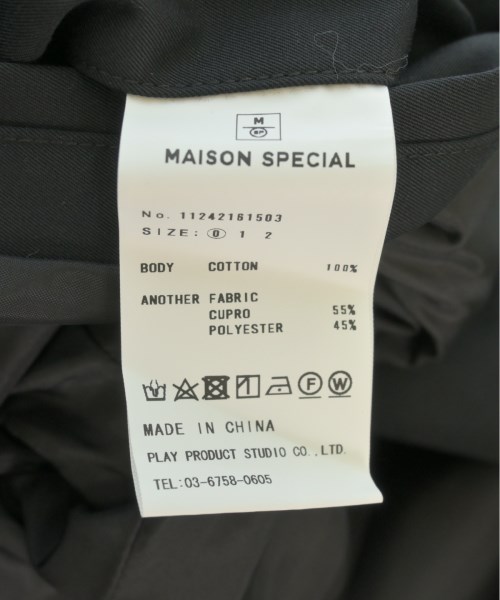 M
SP
MAISON SPECIAL
No. 11242161503
SIZE: 0 1 2
BODY COTTON 100%
ANOTHER FABRIC
CUPRO 55%
POLYESTER 45%
F W
MADE IN CHINA
PLAY PRODUCT STUDIO CO.,LTD.
TEL:03-6758-0605